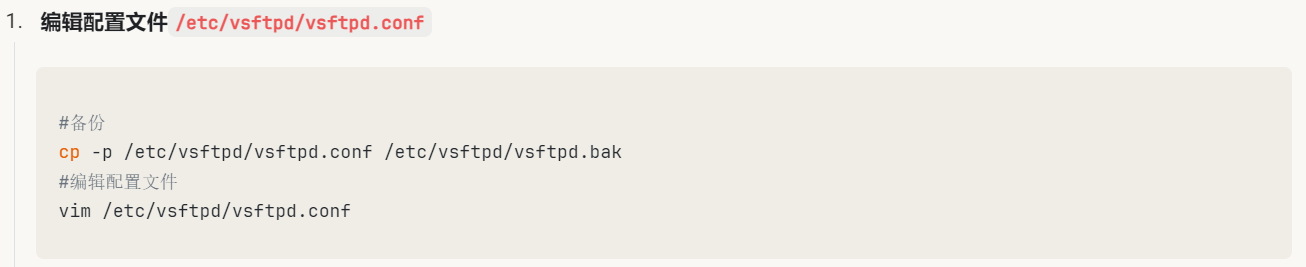 1. 编辑配置文件 /etc/vsftpd/vsftpd.conf
#备份
cp -p /etc/vsftpd/vsftpd.conf /etc/vsftpd/vsftpd.bak
#编辑配置文件
vim /etc/vsftpd/vsftpd.conf